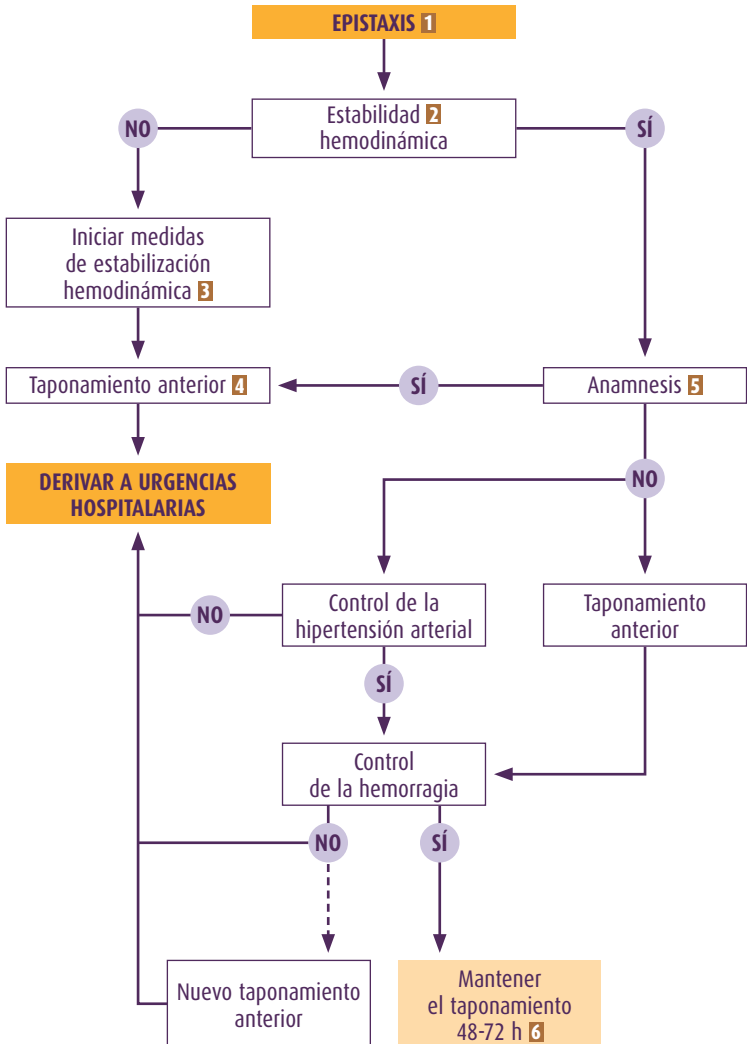 EPISTAXIS 1
Estabilidad 2
hemodinámica
NO
SÍ
Iniciar medidas
de estabilización
hemodinámica 3
Taponamiento anterior 4
SÍ
Anamnesis 5
DERIVAR A URGENCIAS
HOSPITALARIAS
NO
NO
Control de la
hipertensión arterial
Taponamiento
anterior
SÍ
Control
de la hemorragia
NO
SÍ
Nuevo taponamiento
anterior
Mantener
el taponamiento
48-72 h 6